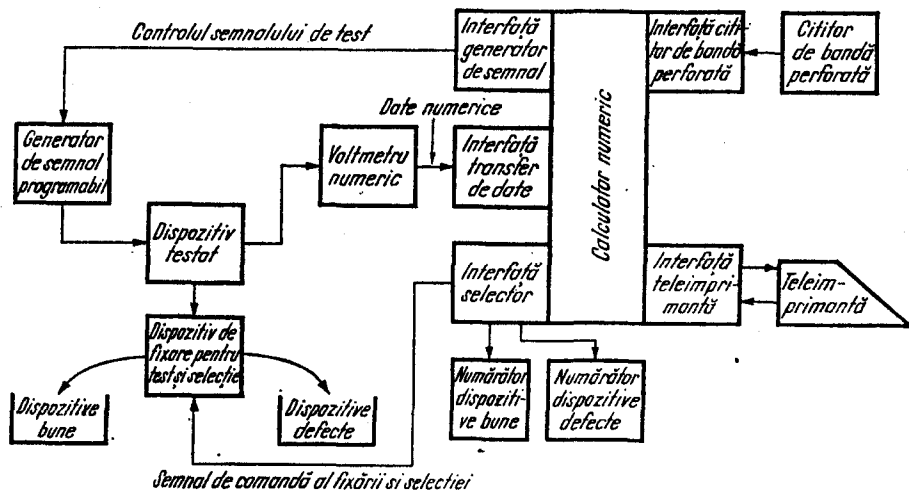 Controlul semnalului de test
Interfață
generator
de semnal
Interfață citi-
tor de bandă
perforată
Cititor
de bandă
perforată
Date numerice
Generator
de semnal
programabil
Voltmetru
numeric
Interfață
transfer
de date
Calculator numeric
Dispozitiv
testat
Interfață
selector
Interfață
teleimpri-
mantă
Teleim-
primantă
Dispozitiv de
fixare pentru
test și selecție
Dispozitive
bune
Dispozitive
defecte
Numărător
dispoziti-
ve bune
Numărător
dispozitive
defecte
Semnal de comandă al fixării si selectiei